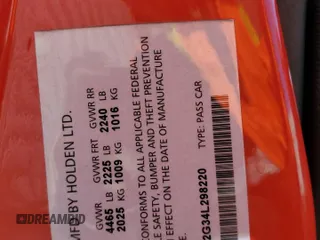 MFD BY HOLDEN LTD.
GVWR GVWR FRT GVWR RR
4465 LB 2225 LB 2240 LB
2025 KG 1009 KG 1016 KG
CONFORMS TO ALL APPLICABLE FEDERAL
LE SAFETY, BUMPER AND THEFT PREVENTION
N EFFECT ON THE DATE OF MANUFACTURE
2G34L298220 TYPE: PASS CAR
DREAMBID